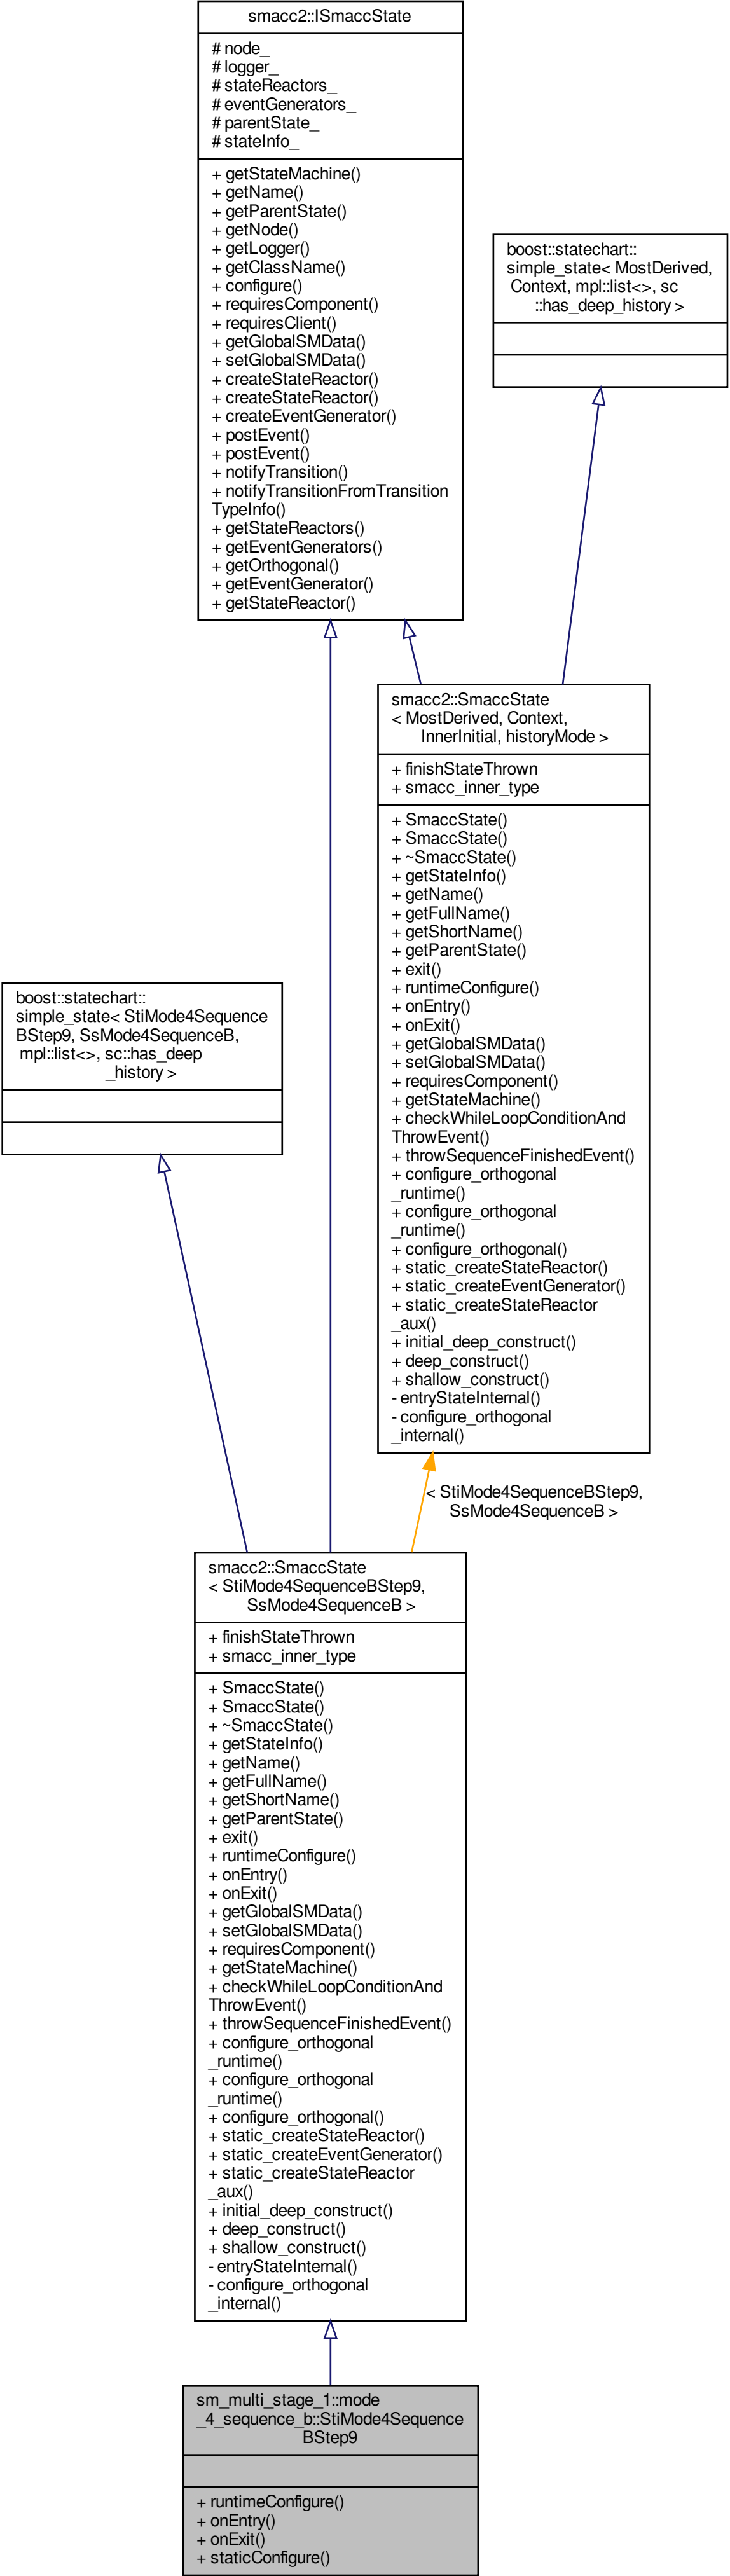 smacc2::ISmaccState
# node_
# logger_
# stateReactors_
# eventGenerators_
# parentState_
# stateInfo_
+ getStateMachine()
+ getName()
+ getParentState()
+ getNode()
+ getLogger()
+ getClassName()
+ configure()
+ requiresComponent()
+ requiresClient()
+ getGlobalSMData()
+ setGlobalSMData()
+ createStateReactor()
+ createStateReactor()
+ createEventGenerator()
+ postEvent()
+ postEvent()
+ notifyTransition()
+ notifyTransitionFromTransition
TypeInfo()
+ getStateReactors()
+ getEventGenerators()
+ getOrthogonal()
+ getEventGenerator()
+ getStateReactor()
boost::statechart::
simple_state< MostDerived,
Context, mpl::list<>, sc
::has_deep_history >
smacc2::SmaccState
< MostDerived, Context,
InnerInitial, historyMode >
+ finishStateThrown
+ smacc_inner_type
+ SmaccState()
+ SmaccState()
+ ~SmaccState()
+ getStateInfo()
+ getName()
+ getFullName()
+ getShortName()
+ getParentState()
+ exit()
+ runtimeConfigure()
+ onEntry()
+ onExit()
+ getGlobalSMData()
+ setGlobalSMData()
+ requiresComponent()
+ getStateMachine()
+ checkWhileLoopConditionAnd
ThrowEvent()
+ throwSequenceFinishedEvent()
+ configure_orthogonal
_runtime()
+ configure_orthogonal
_runtime()
+ configure_orthogonal()
+ static_createStateReactor()
+ static_createEventGenerator()
+ static_createStateReactor
_aux()
+ initial_deep_construct()
+ deep_construct()
+ shallow_construct()
- entryStateInternal()
- configure_orthogonal
_internal()
boost::statechart::
simple_state< StiMode4Sequence
BStep9, SsMode4SequenceB,
mpl::list<>, sc::has_deep
_history >
< StiMode4SequenceBStep9,
SsMode4SequenceB >
smacc2::SmaccState
< StiMode4SequenceBStep9,
SsMode4SequenceB >
+ finishStateThrown
+ smacc_inner_type
+ SmaccState()
+ SmaccState()
+ ~SmaccState()
+ getStateInfo()
+ getName()
+ getFullName()
+ getShortName()
+ getParentState()
+ exit()
+ runtimeConfigure()
+ onEntry()
+ onExit()
+ getGlobalSMData()
+ setGlobalSMData()
+ requiresComponent()
+ getStateMachine()
+ checkWhileLoopConditionAnd
ThrowEvent()
+ throwSequenceFinishedEvent()
+ configure_orthogonal
_runtime()
+ configure_orthogonal
_runtime()
+ configure_orthogonal()
+ static_createStateReactor()
+ static_createEventGenerator()
+ static_createStateReactor
_aux()
+ initial_deep_construct()
+ deep_construct()
+ shallow_construct()
- entryStateInternal()
- configure_orthogonal
_internal()
sm_multi_stage_1::mode
_4_sequence_b::StiMode4Sequence
BStep9
+ runtimeConfigure()
+ onEntry()
+ onExit()
+ staticConfigure()